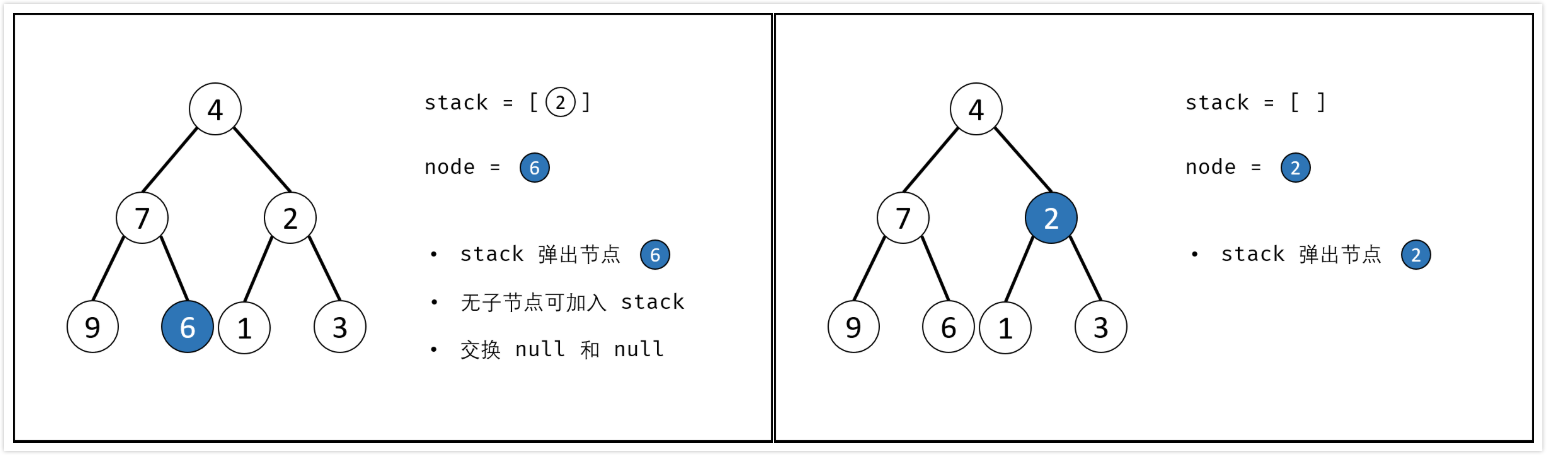 4
7 2
9 6 1 3
stack = [ 2 ]
node = 6
• stack 弹出节点 6
• 无子节点可加入 stack
• 交换 null 和 null
4
7 2
9 6 1 3
stack = [ ]
node = 2
• stack 弹出节点 2